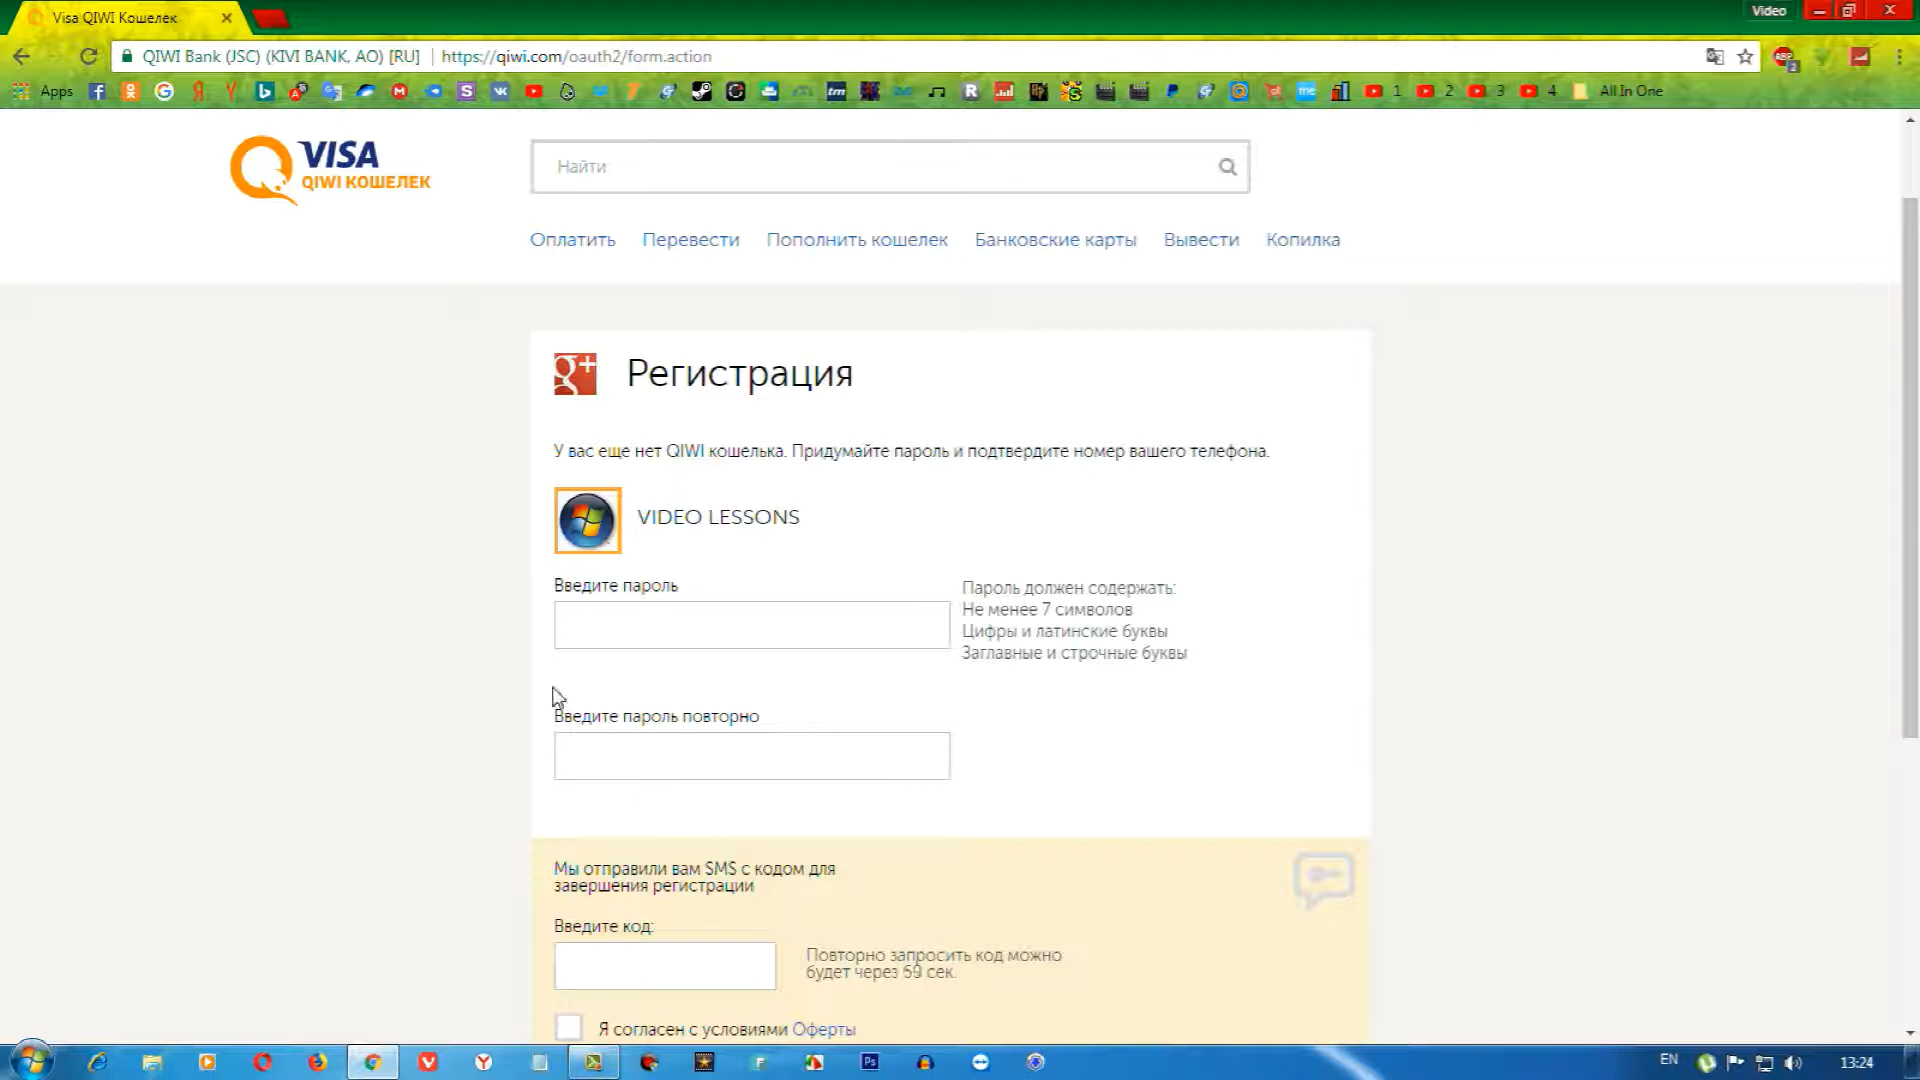 Visa QIWI Кошелек
Video
QIWI Bank (JSC) (KIVI BANK, AO) [RU]
https://qiwi.com/oauth2/form.action
Apps
1
2
3
4
All In One
VISA
QIWI КОШЕЛЕК
Найти
Оплатить Перевести Пополнить кошелек Банковские карты Вывести Копилка
g+
Регистрация
У вас еще нет QIWI кошелька. Придумайте пароль и подтвердите номер вашего телефона.
VIDEO LESSONS
Введите пароль
Пароль должен содержать:
Не менее 7 символов
Цифры и латинские буквы
Заглавные и строчные буквы
Введите пароль повторно
Мы отправили вам SMS с кодом для
завершения регистрации
Введите код:
Повторно запросить код можно
будет через 59 сек.
Я согласен с условиями Оферты
EN
13:24